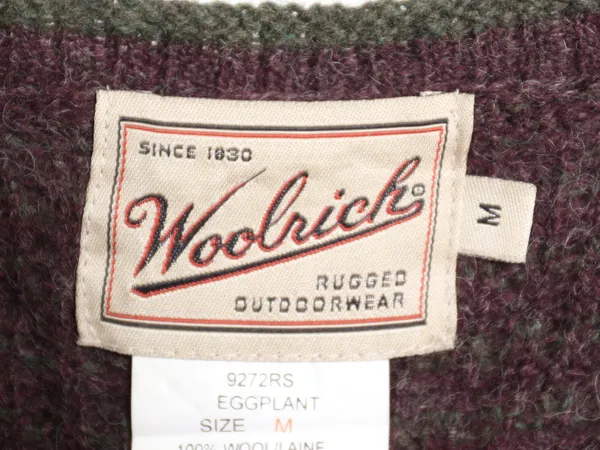 SINCE 1830
Woolrich®
RUGGED
OUTDOORWEAR
M
9272RS
EGGPLANT
SIZE M
100% WOOL/LAINE